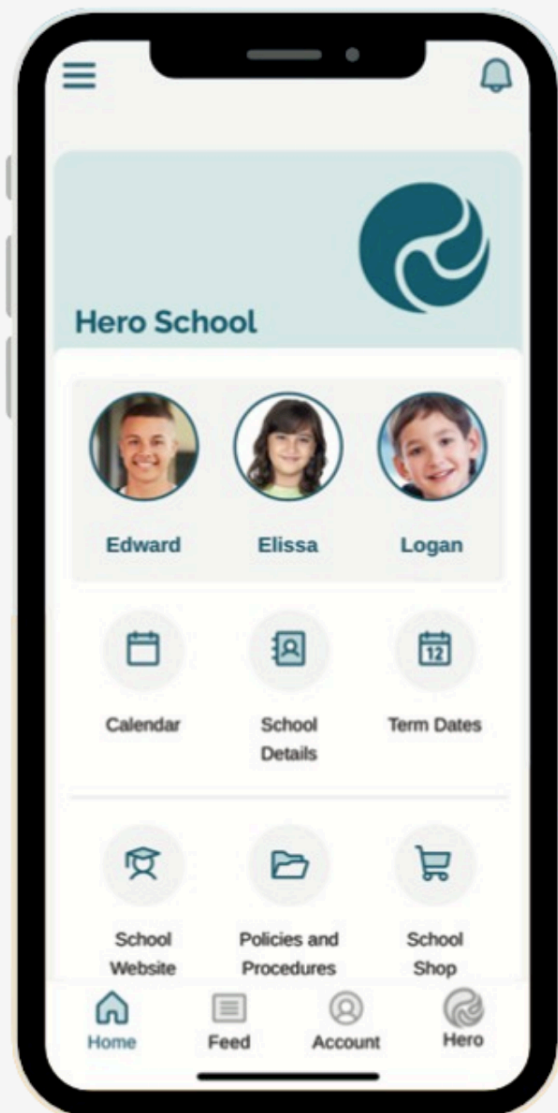 Hero School
Edward Elissa Logan
Calendar School Details Term Dates
12
School Website Policies and Procedures School Shop
Home Feed Account Hero